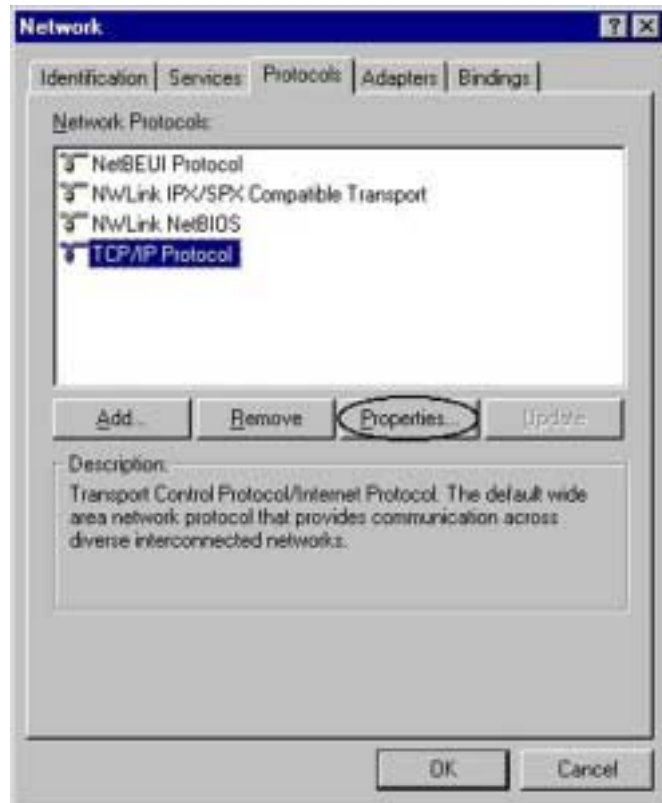 Network
Identification Services Protocols Adapters Bindings
Network Protocols:
NetBEUI Protocol
NWLink IPX/SPX Compatible Transport
NWLink NetBIOS
TCP/IP Protocol
Add... Remove Properties... Update
Description:
Transport Control Protocol/Internet Protocol. The default wide
area network protocol that provides communication across
diverse interconnected networks.
OK Cancel